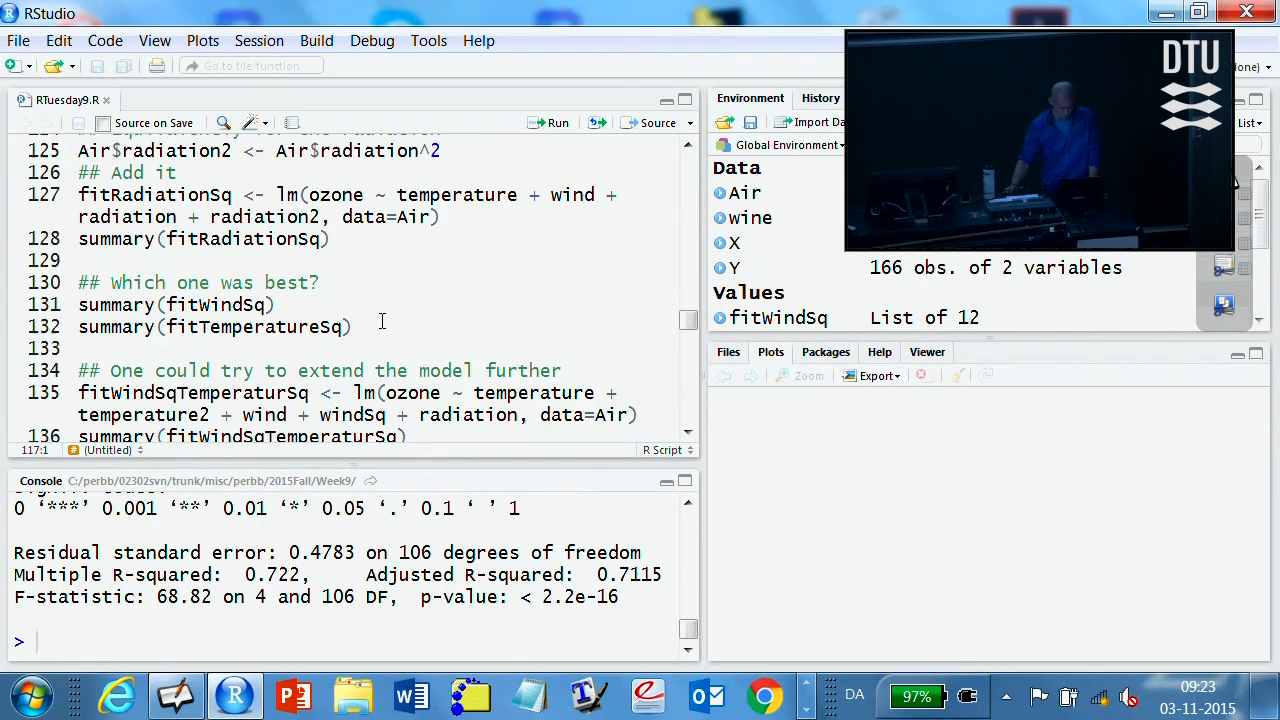 RStudio
File Edit Code View Plots Session Build Debug Tools Help
Go to file/function
one)
DTU
RTuesday9.R
Source on Save
Run
Source
125 Air$radiation2 <- Air$radiation^2
126 ## Add it
127 fitRadiationSq <- lm(ozone ~ temperature + wind +
radiation + radiation2, data=Air)
128 summary(fitRadiationSq)
129
130 ## Which one was best?
131 summary(fitWindSq)
132 summary(fitTemperatureSq)
133
134 ## One could try to extend the model further
135 fitWindSqTemperaturSq <- lm(ozone ~ temperature +
temperature2 + wind + windSq + radiation, data=Air)
136 summary(fitWindSqTemperaturSq)
117:1 (Untitled) R Script
Console C:/perbb/02302svn/trunk/misc/perbb/2015Fall/Week9/
0 ‘***’ 0.001 ‘**’ 0.01 ‘*’ 0.05 ‘.’ 0.1 ‘ ’ 1
Residual standard error: 0.4783 on 106 degrees of freedom
Multiple R-squared: 0.722, Adjusted R-squared: 0.7115
F-statistic: 68.82 on 4 and 106 DF, p-value: < 2.2e-16
>
Environment History
Import Da
List
Global Environment
Data
Air
wine
X
Y 166 obs. of 2 variables
Values
fitWindSq List of 12
Files Plots Packages Help Viewer
Zoom Export
DA
97%
09:23
03-11-2015